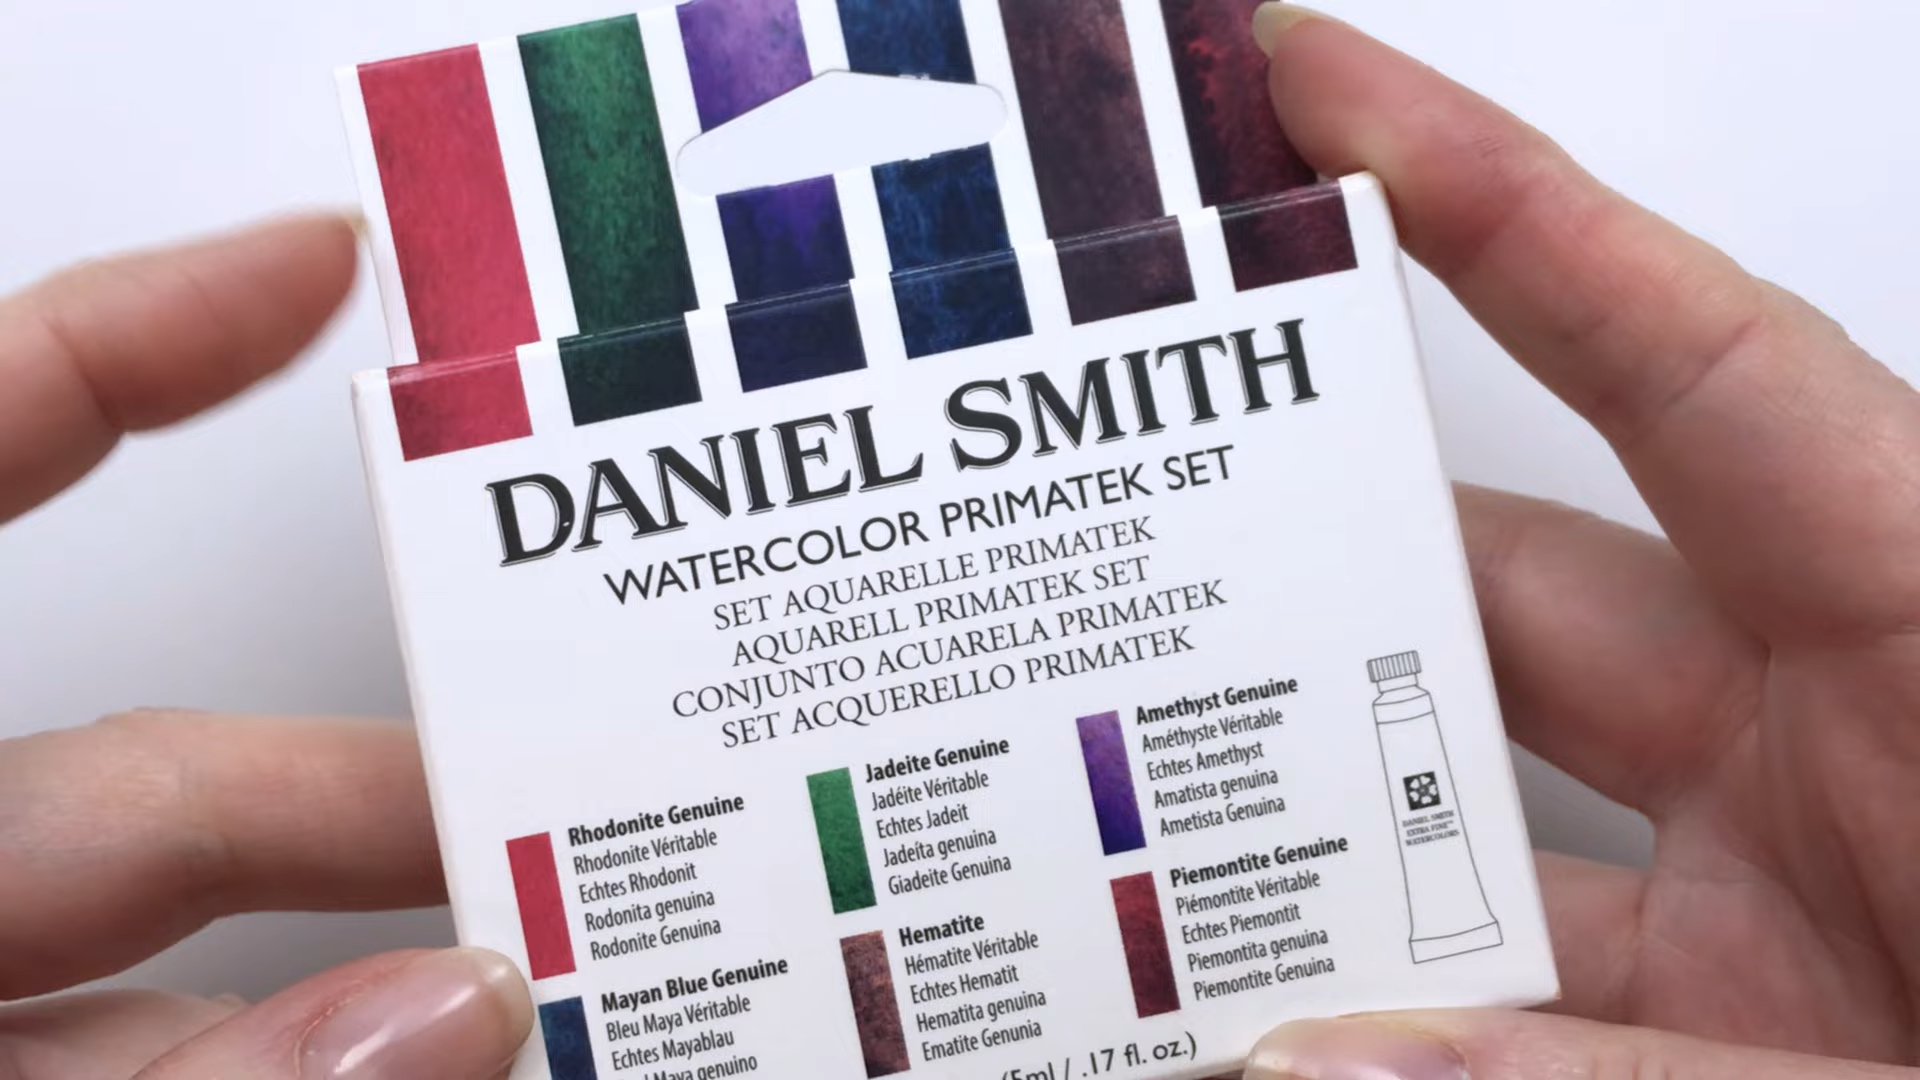 DANIEL SMITH
WATERCOLOR PRIMATEK SET
SET AQUARELLE PRIMATEK
AQUARELL PRIMATEK SET
CONJUNTO ACUARELA PRIMATEK
SET ACQUERELLO PRIMATEK
Rhodonite Genuine
Rhodonite Véritable
Echtes Rhodonit
Rodonita genuina
Rodonite Genuina
Jadeite Genuine
Jadéite Véritable
Echtes Jadeit
Jadeíta genuina
Giadeite Genuina
Amethyst Genuine
Améthyste Véritable
Echtes Amethyst
Amatista genuina
Ametista Genuina
Mayan Blue Genuine
Bleu Maya Véritable
Echtes Mayablau
Maya genuino
Hematite
Hématite Véritable
Echtes Hematit
Hematita genuina
Ematite Genunia
Piemontite Genuine
Piémontite Véritable
Echtes Piemontit
Piemontita genuina
Piemontite Genuina
DANIEL SMITH
EXTRA FINE™
WATERCOLORS
(5ml / .17 fl. oz.)